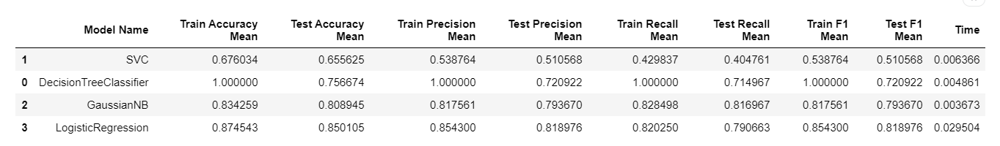 Model Name Train Accuracy Mean Test Accuracy Mean Train Precision Mean Test Precision Mean Train Recall Mean Test Recall Mean Train F1 Mean Test F1 Mean Time
1 SVC 0.676034 0.655625 0.538764 0.510568 0.429837 0.404761 0.538764 0.510568 0.006366
0 DecisionTreeClassifier 1.000000 0.756674 1.000000 0.720922 1.000000 0.714967 1.000000 0.720922 0.004861
2 GaussianNB 0.834259 0.808945 0.817561 0.793670 0.828498 0.816967 0.817561 0.793670 0.003673
3 LogisticRegression 0.874543 0.850105 0.854300 0.818976 0.820250 0.790663 0.854300 0.818976 0.029504